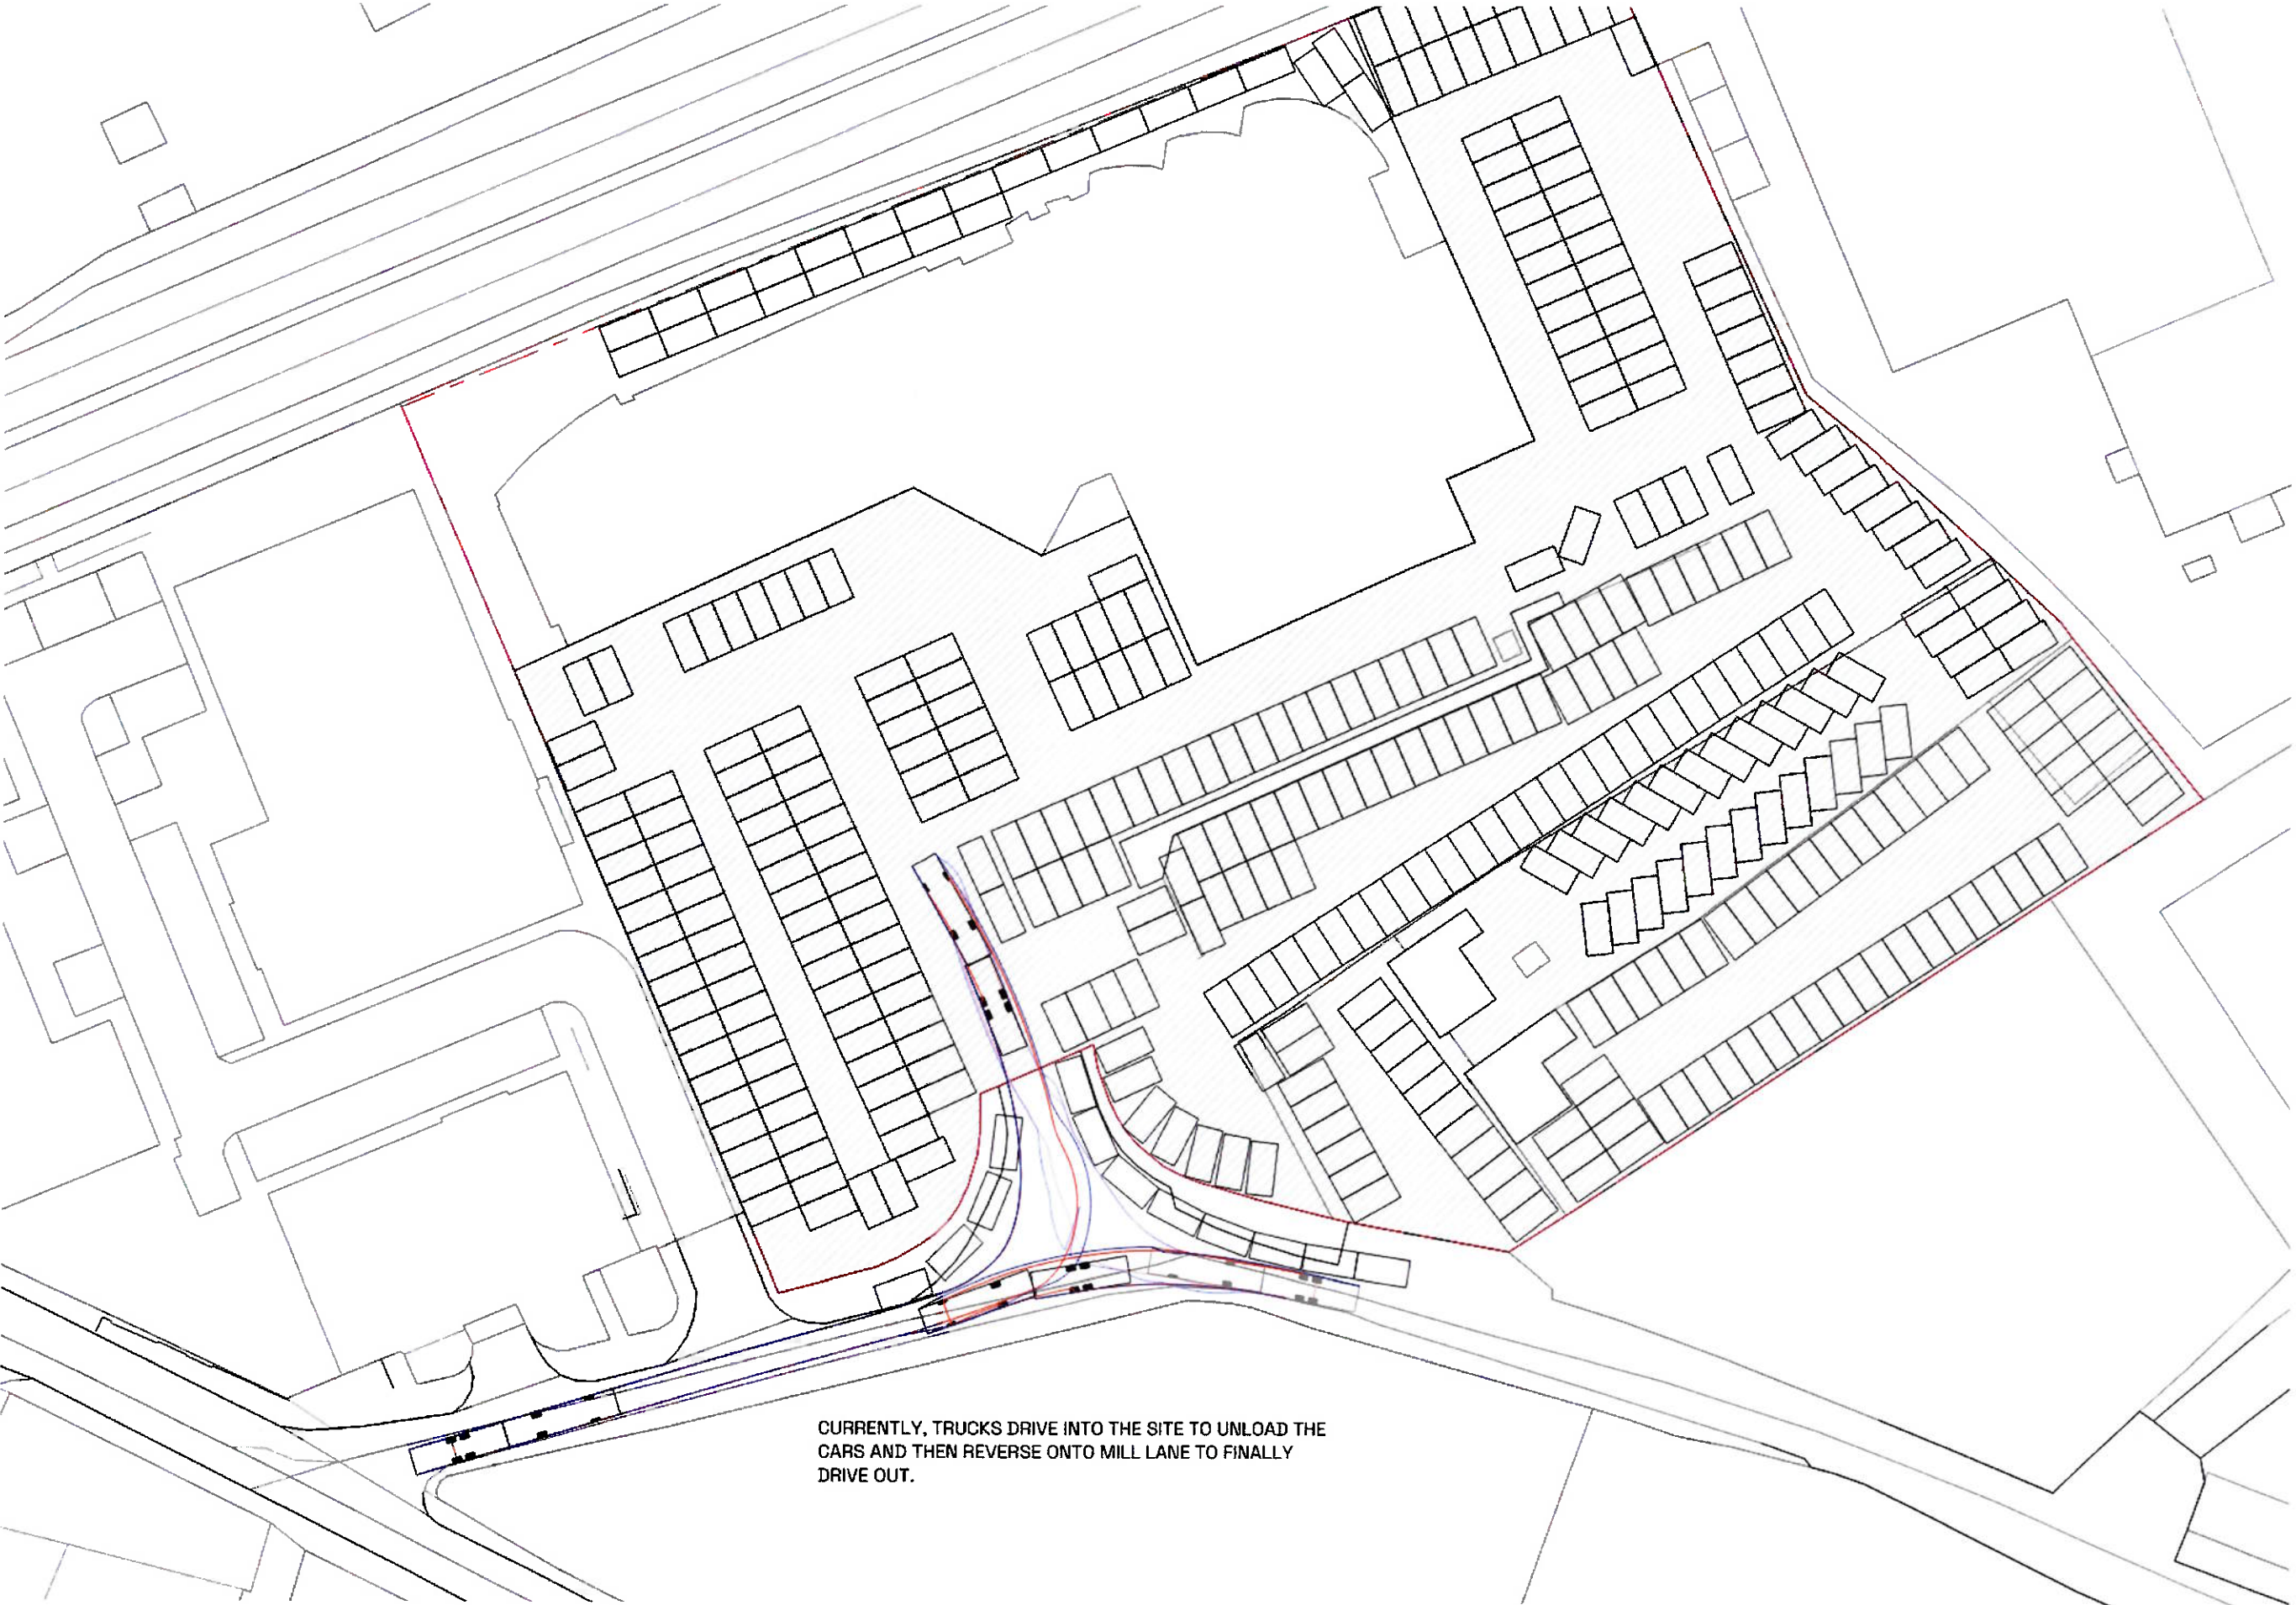 CURRENTLY, TRUCKS DRIVE INTO THE SITE TO UNLOAD THE
CARS AND THEN REVERSE ONTO MILL LANE TO FINALLY
DRIVE OUT.